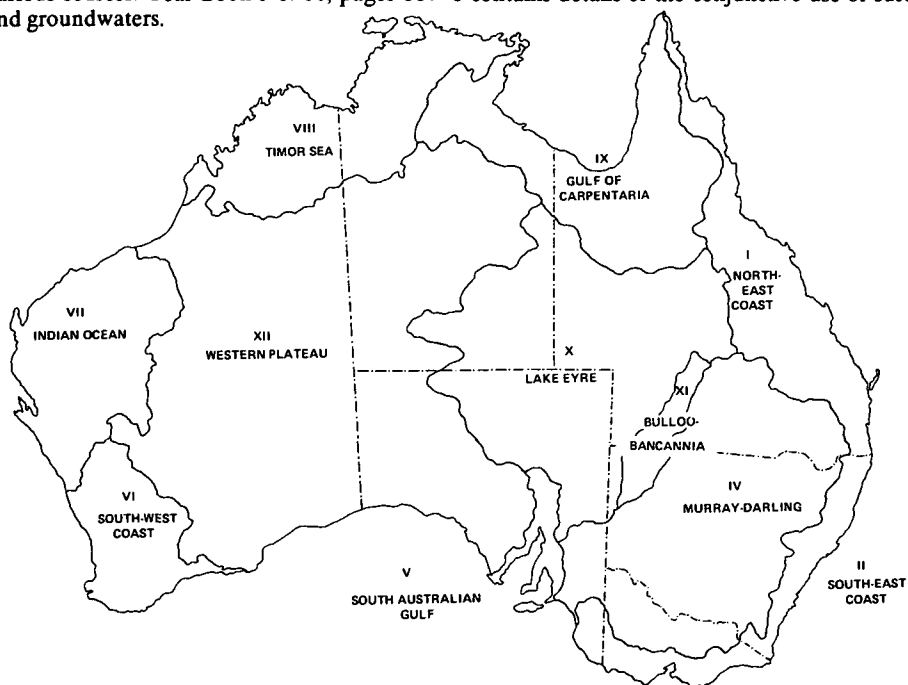 and groundwaters.
VIII
TIMOR SEA
IX
GULF OF
CARPENTARIA
I
NORTH-
EAST
COAST
VII
INDIAN OCEAN
XII
WESTERN PLATEAU
X
LAKE EYRE
XI
BULLOO-
BANCANNIA
VI
SOUTH-WEST
COAST
IV
MURRAY-DARLING
V
SOUTH AUSTRALIAN
GULF
II
SOUTH-EAST
COAST